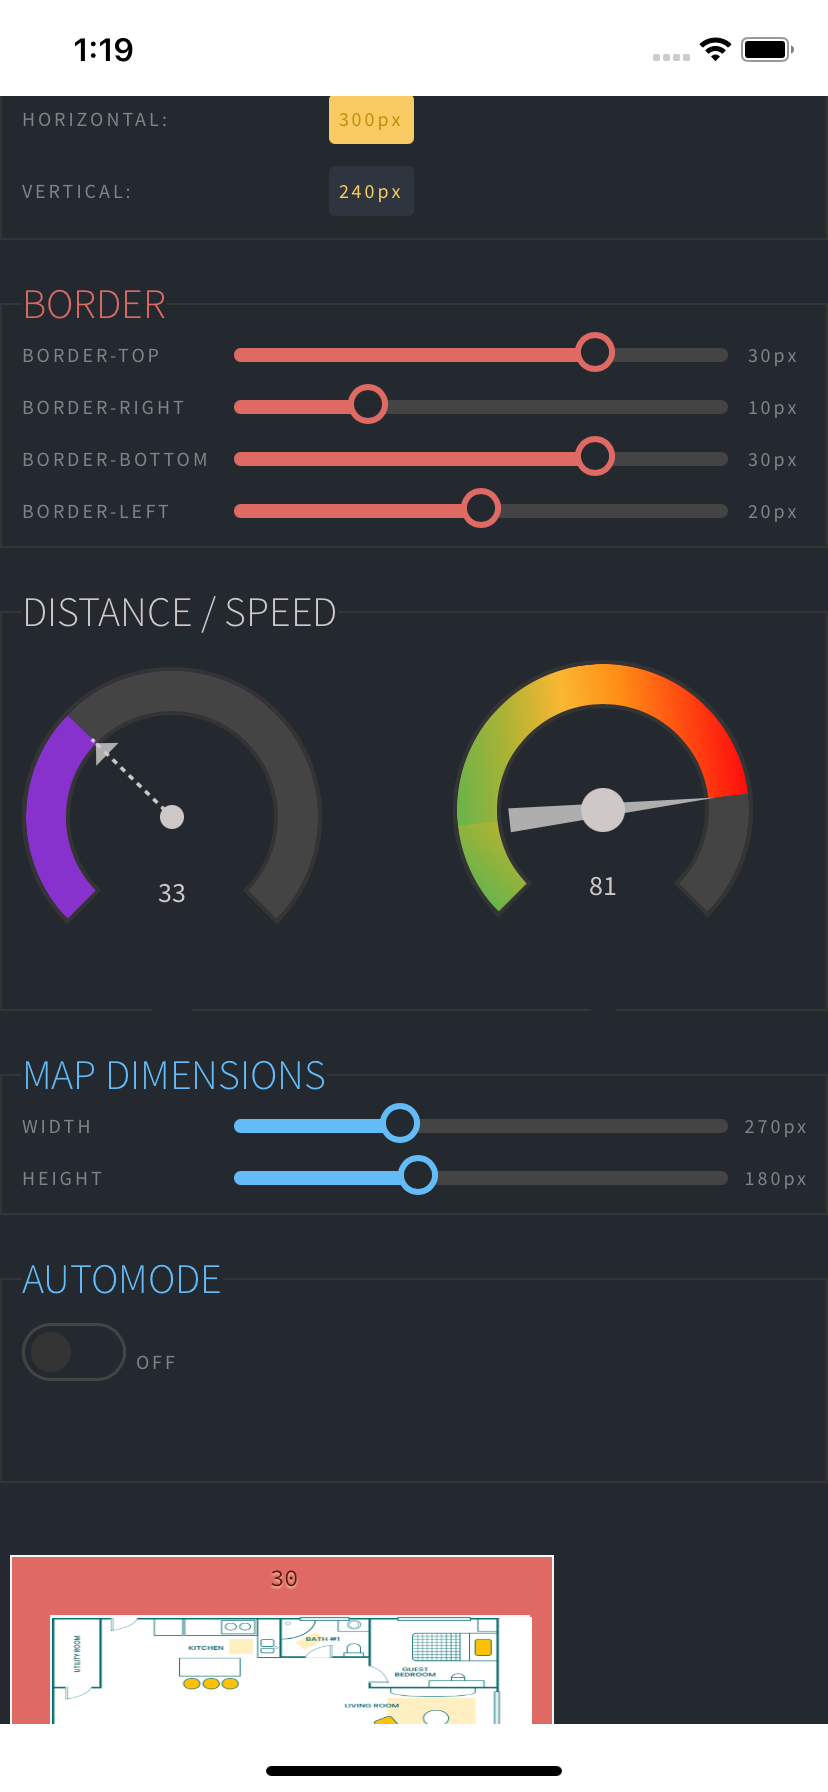 1:19
HORIZONTAL: 300px
VERTICAL: 240px
BORDER
BORDER-TOP 30px
BORDER-RIGHT 10px
BORDER-BOTTOM 30px
BORDER-LEFT 20px
DISTANCE / SPEED
33 81
MAP DIMENSIONS
WIDTH 270px
HEIGHT 180px
AUTOMODE
OFF
30
UTILITY ROOM
KITCHEN
BATH #1
GUEST
BEDROOM
LIVING ROOM